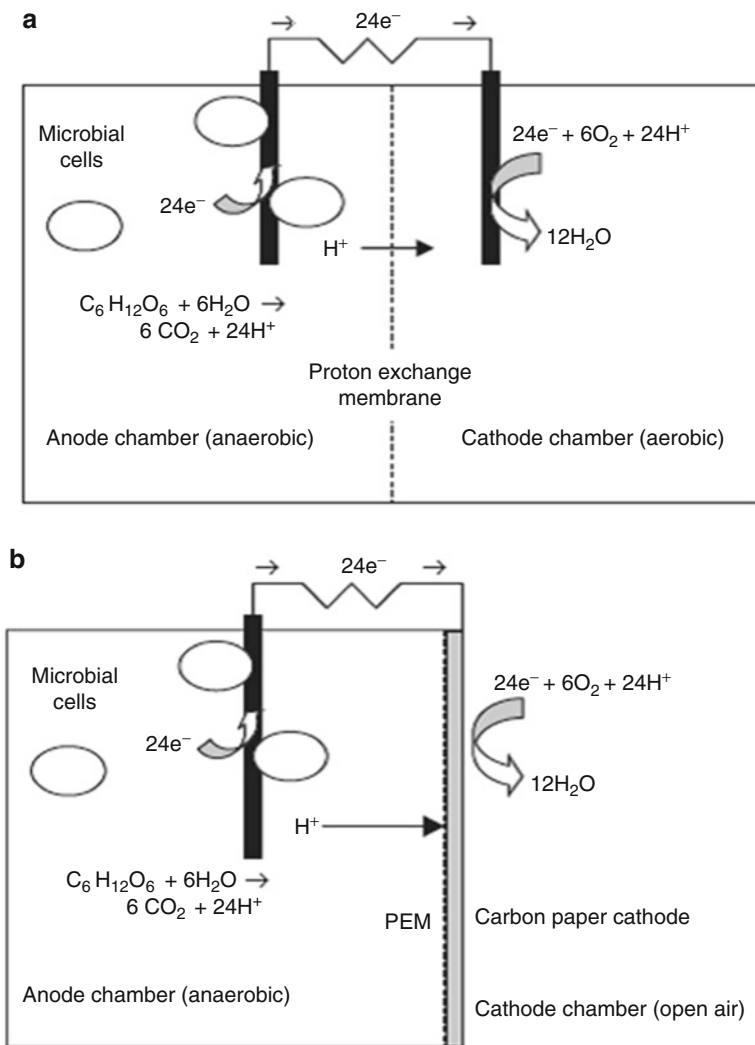 a
→ 24e⁻ →
Microbial
cells
24e⁻ + 6O₂ + 24H⁺
24e⁻
12H₂O
H⁺
C₆H₁₂O₆ + 6H₂O →
6 CO₂ + 24H⁺
Proton exchange
membrane
Anode chamber (anaerobic)
Cathode chamber (aerobic)
b
→ 24e⁻ →
Microbial
cells
24e⁻ + 6O₂ + 24H⁺
24e⁻
12H₂O
H⁺
C₆H₁₂O₆ + 6H₂O →
6 CO₂ + 24H⁺
PEM
Carbon paper cathode
Anode chamber (anaerobic)
Cathode chamber (open air)